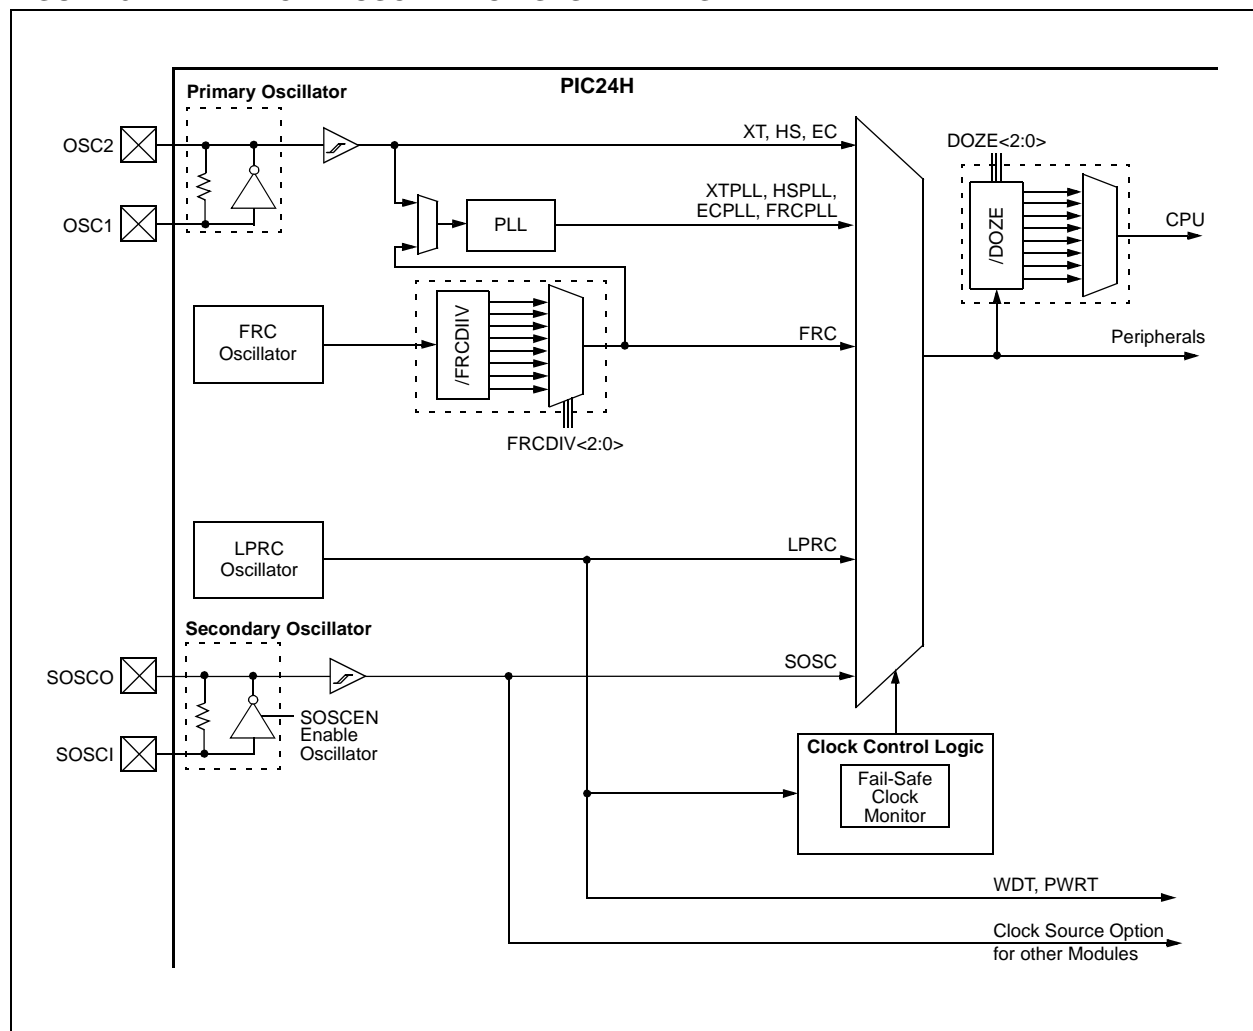 PIC24H
Primary Oscillator
OSC2
OSC1
XT, HS, EC
XTPLL, HSPLL,
ECPLL, FRCPLL
PLL
DOZE<2:0>
/DOZE
CPU
FRC
Oscillator
/FRCDIIV
FRCDIV<2:0>
FRC
Peripherals
LPRC
Oscillator
LPRC
Secondary Oscillator
SOSCO
SOSCI
SOSCEN
Enable
Oscillator
SOSC
Clock Control Logic
Fail-Safe
Clock
Monitor
WDT, PWRT
Clock Source Option
for other Modules